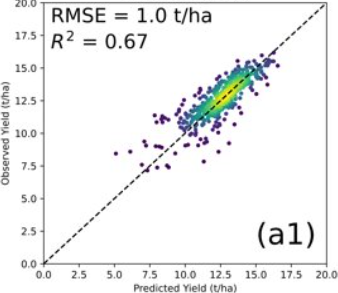 RMSE = 1.0 t/ha
R² = 0.67
20.0
17.5
15.0
12.5
10.0
7.5
5.0
2.5
0.0
Observed Yield (t/ha)
(a1)
0.0 2.5 5.0 7.5 10.0 12.5 15.0 17.5 20.0
Predicted Yield (t/ha)